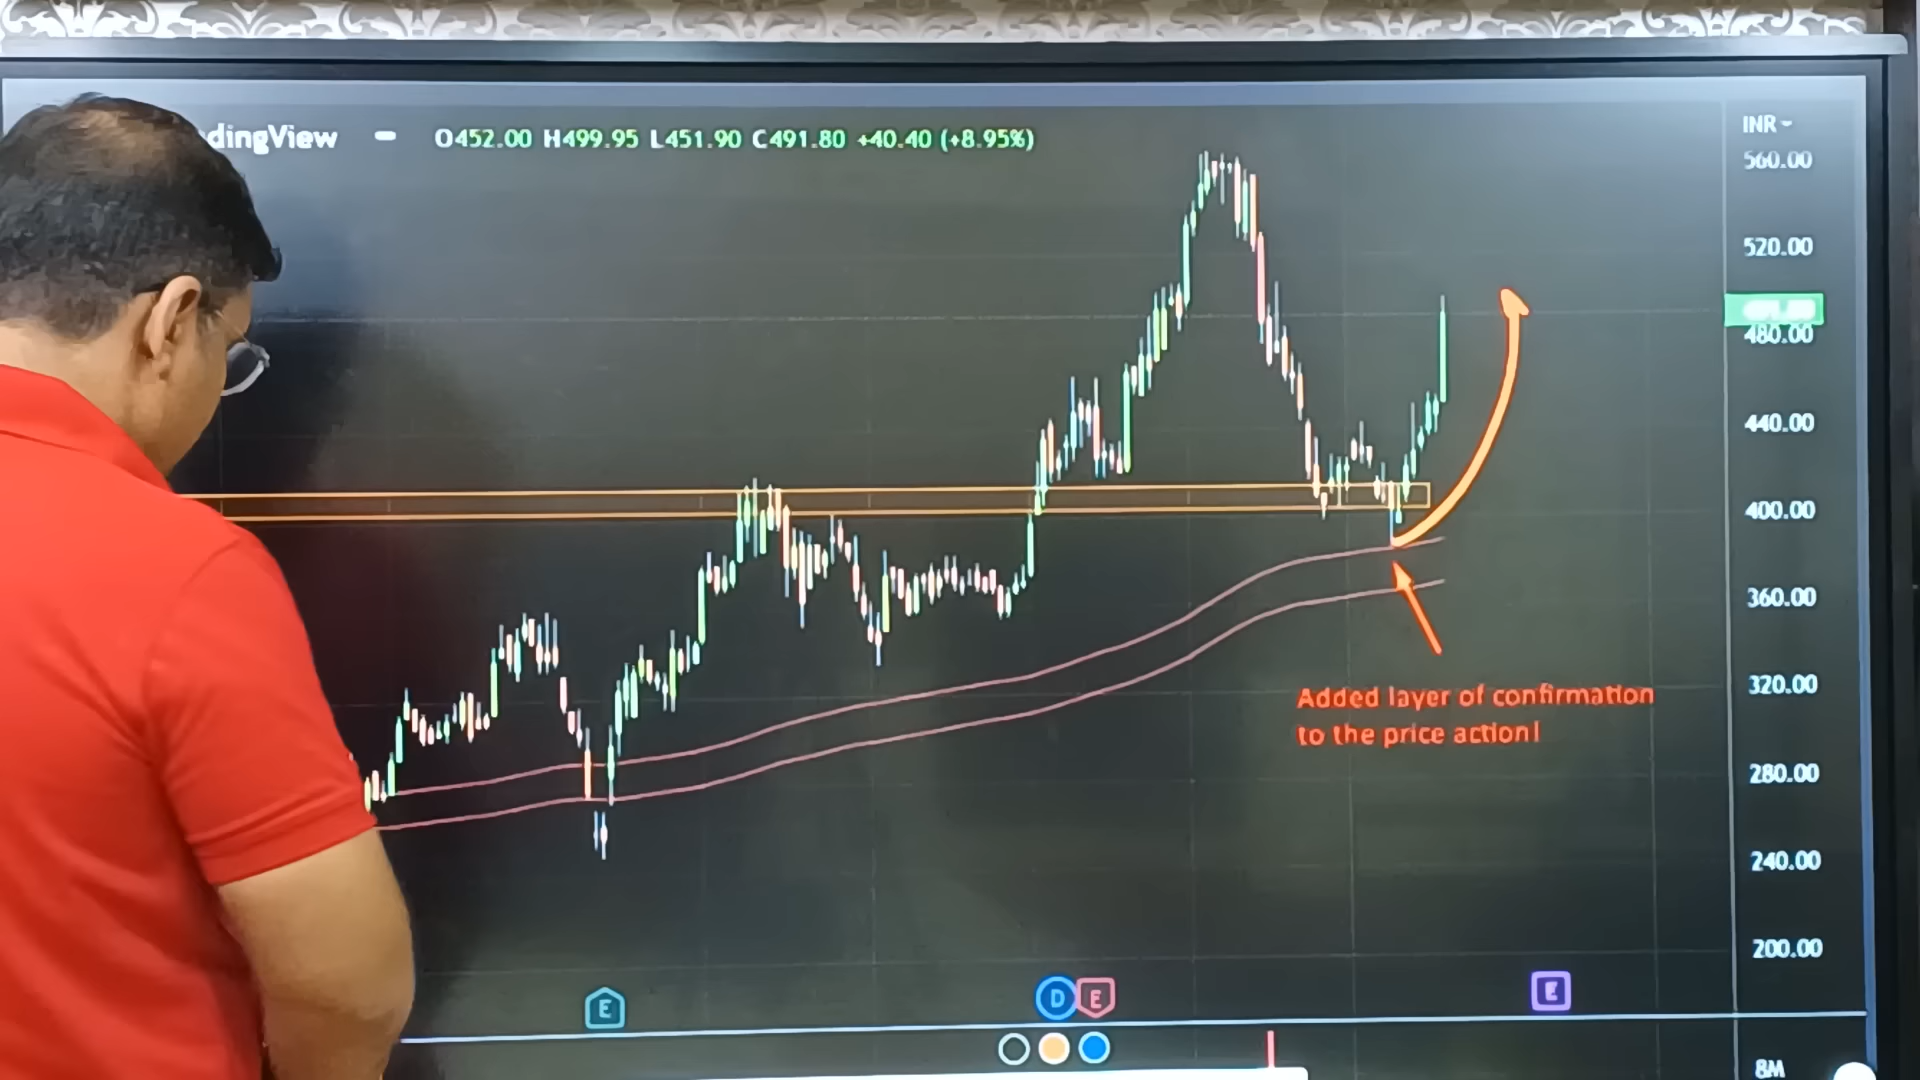 dingView O452.00 H499.95 L451.90 C491.80 +40.40 (+8.95%)
INR
560.00
520.00
480.00
440.00
400.00
360.00
320.00
280.00
240.00
200.00
Added layer of confirmation
to the price action!
E
D
E
E
8M